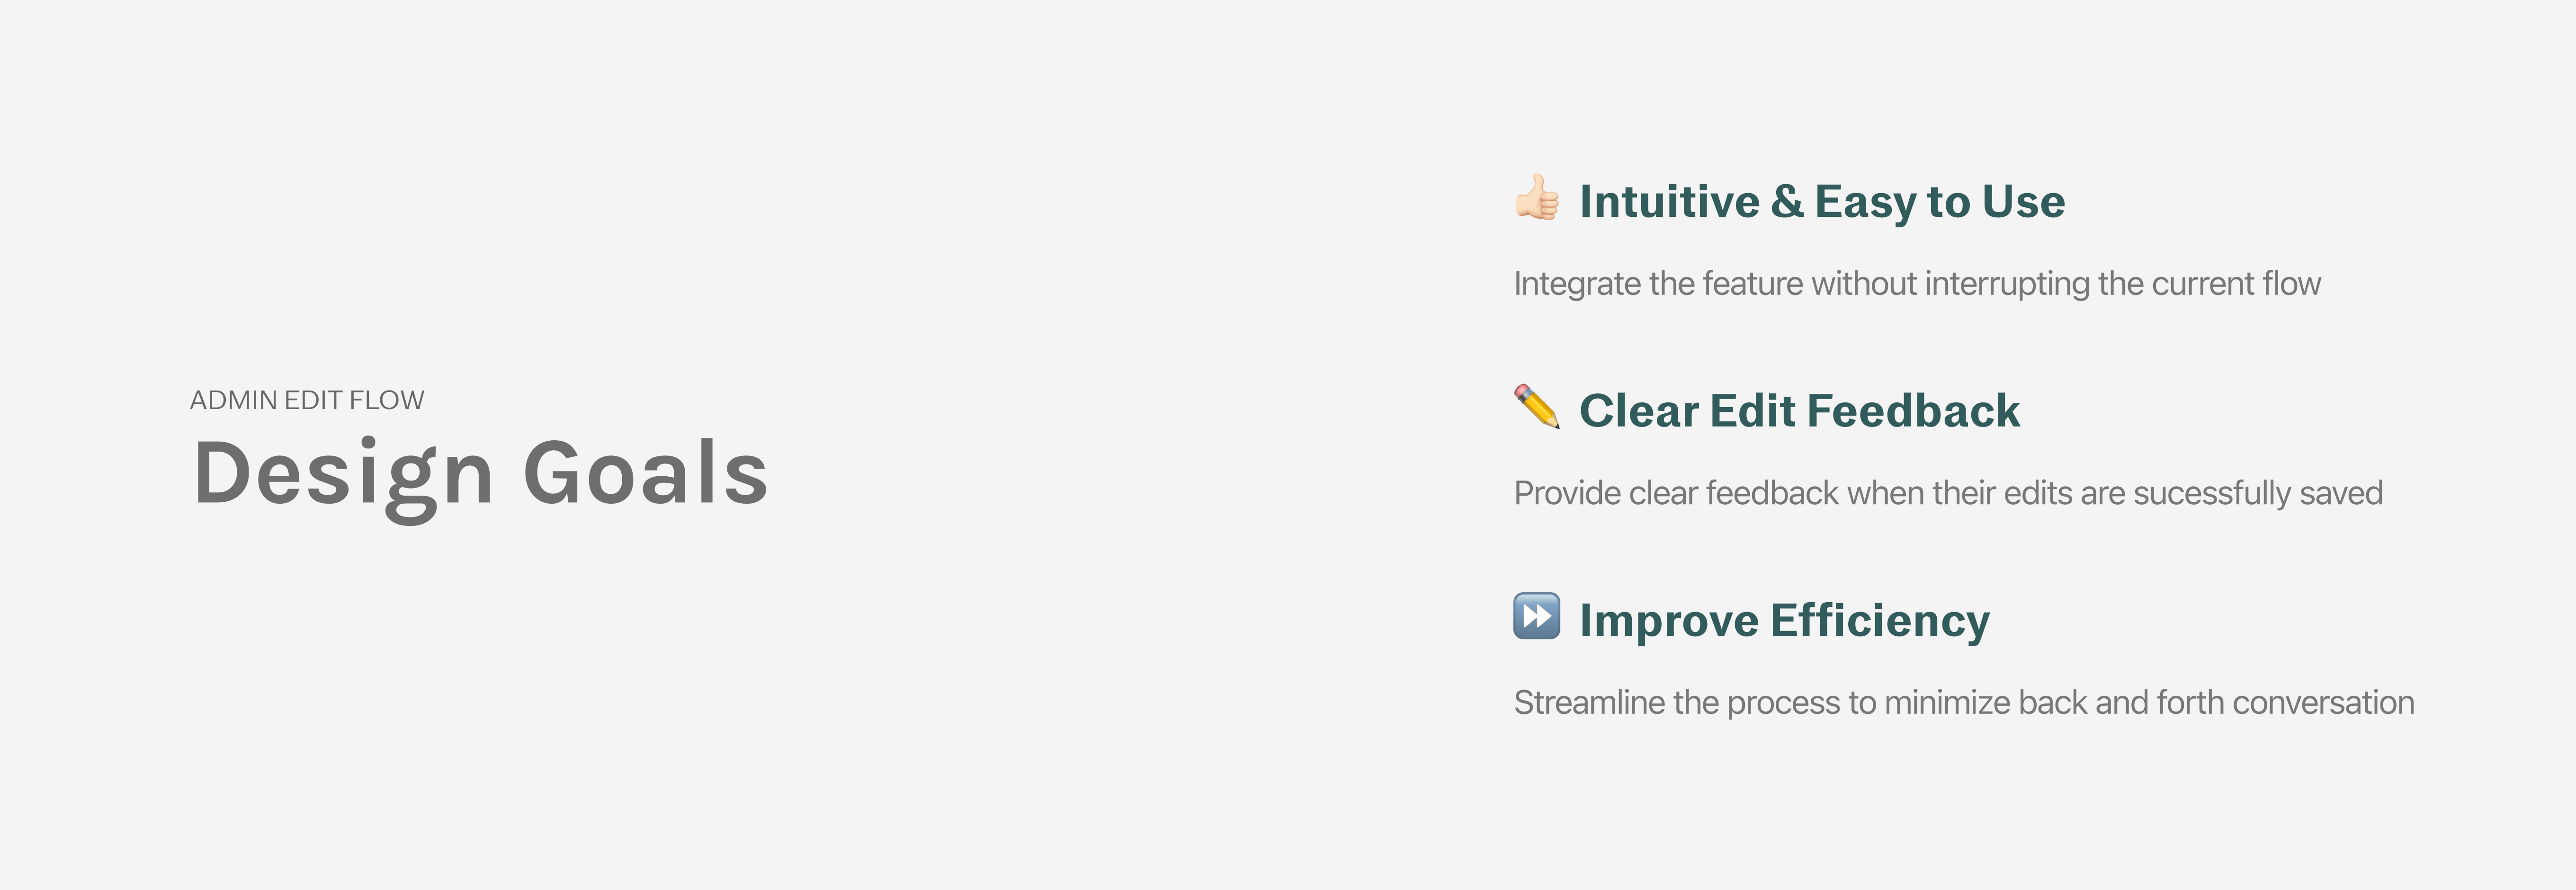 ADMIN EDIT FLOW
Design Goals
Intuitive & Easy to Use
Integrate the feature without interrupting the current flow
Clear Edit Feedback
Provide clear feedback when their edits are sucessfully saved
Improve Efficiency
Streamline the process to minimize back and forth conversation